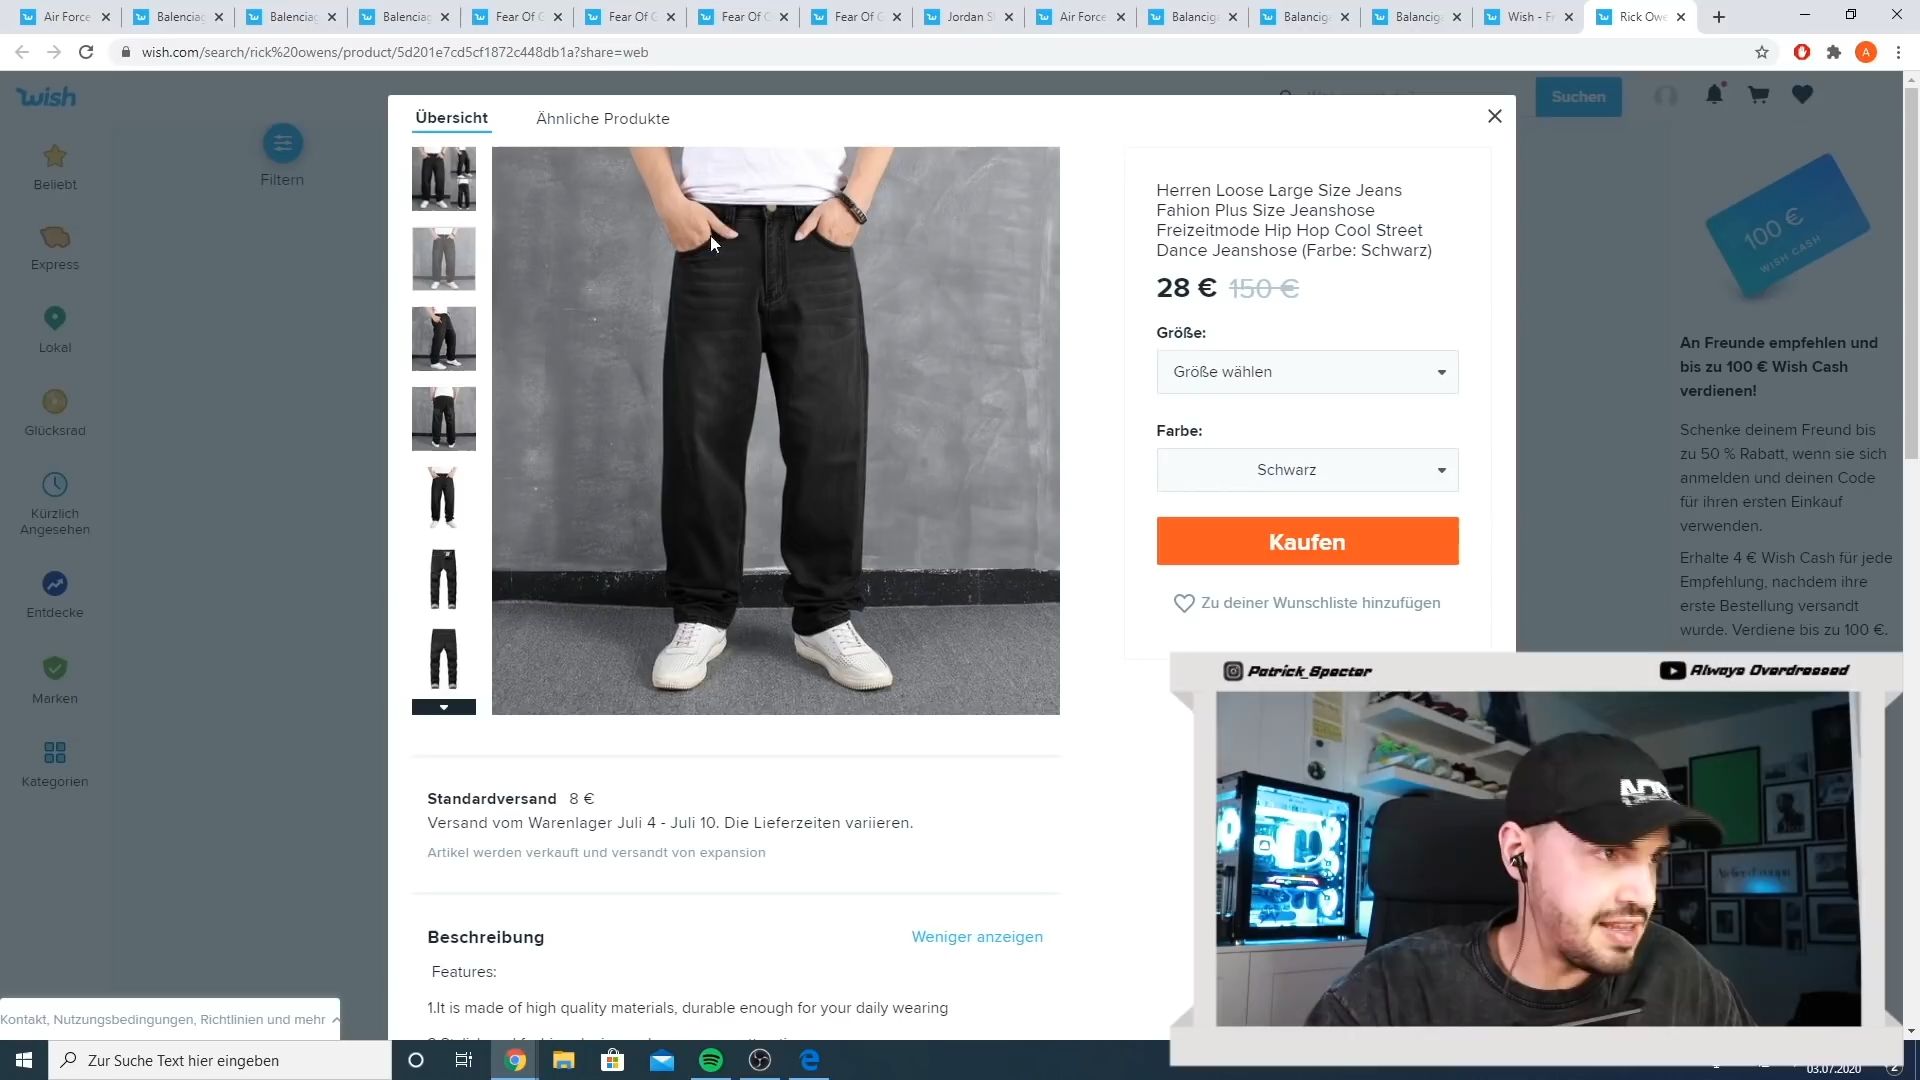 Air Force
Balenciag
Balenciag
Balenciag
Fear Of G
Fear Of G
Fear Of G
Fear Of G
Jordan S
Air Force
Balanciga
Balanciga
Balanciga
Wish - Fr
Rick Owe
wish.com/search/rick%20owens/product/5d201e7cd5cf1872c448db1a?share=web
A
wish
Suchen
Beliebt
Express
Lokal
Glücksrad
Kürzlich
Angesehen
Entdecke
Marken
Kategorien
Filtern
Übersicht
Ähnliche Produkte
Herren Loose Large Size Jeans
Fahion Plus Size Jeanshose
Freizeitmode Hip Hop Cool Street
Dance Jeanshose (Farbe: Schwarz)
28 € 150 €
Größe:
Größe wählen
Farbe:
Schwarz
Kaufen
Zu deiner Wunschliste hinzufügen
100 €
WISH CASH
An Freunde empfehlen und
bis zu 100 € Wish Cash
verdienen!
Schenke deinem Freund bis
zu 50 % Rabatt, wenn sie sich
anmelden und deinen Code
für ihren ersten Einkauf
verwenden.
Erhalte 4 € Wish Cash für jede
Empfehlung, nachdem ihre
erste Bestellung versandt
wurde. Verdiene bis zu 100 €.
Standardversand 8 €
Versand vom Warenlager Juli 4 - Juli 10. Die Lieferzeiten variieren.
Artikel werden verkauft und versandt von expansion
Beschreibung
Weniger anzeigen
Features:
1.It is made of high quality materials, durable enough for your daily wearing
Patrick_Specter
Always Overdressed
Kontakt, Nutzungsbedingungen, Richtlinien und mehr
Zur Suche Text hier eingeben
03.07.2020
2